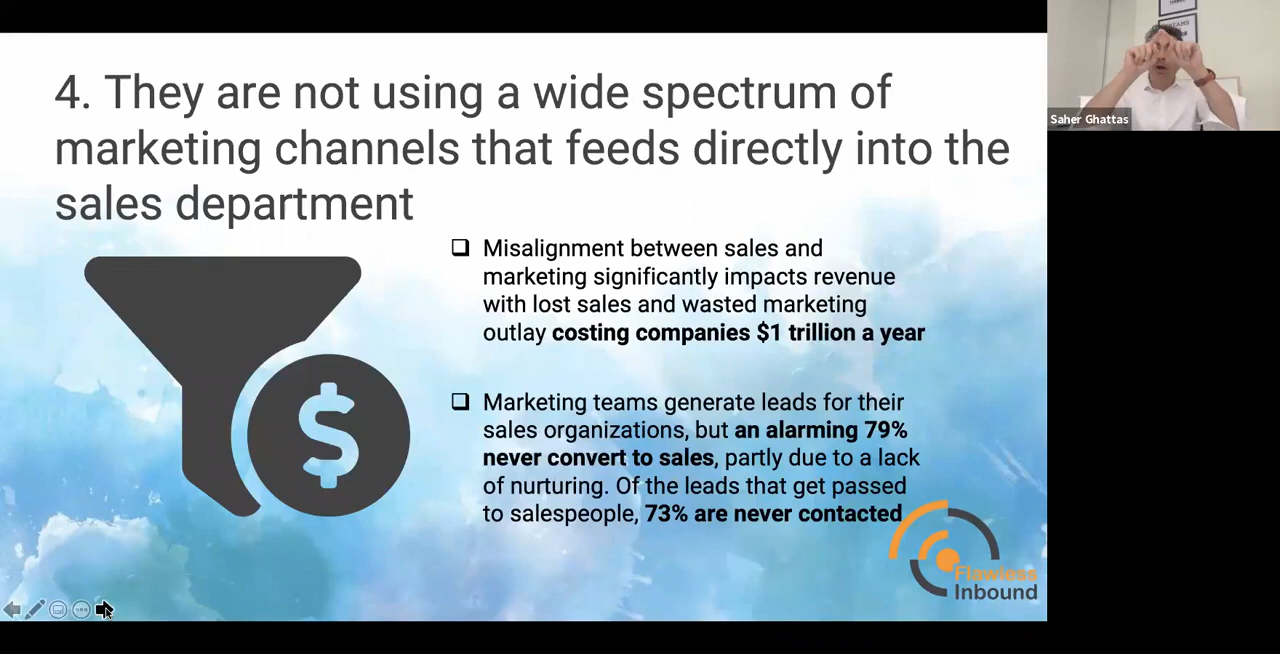 4. They are not using a wide spectrum of
marketing channels that feeds directly into the
sales department
Misalignment between sales and
marketing significantly impacts revenue
with lost sales and wasted marketing
outlay costing companies $1 trillion a year
Marketing teams generate leads for their
sales organizations, but an alarming 79%
never convert to sales, partly due to a lack
of nurturing. Of the leads that get passed
to salespeople, 73% are never contacted
$
Flawless
Inbound
Saher Ghattas